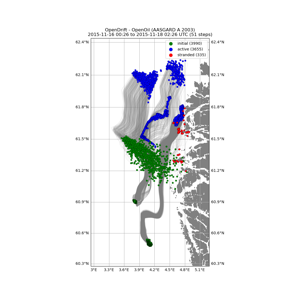 OpenDrift - OpenOil (AASGARD A 2003)
2015-11-16 00:26 to 2015-11-18 02:26 UTC (51 steps)
62.4°N 62.4°N
initial (3990)
active (3655)
stranded (335)
62.1°N 62.1°N
61.8°N 61.8°N
61.5°N 61.5°N
61.2°N 61.2°N
60.9°N 60.9°N
60.6°N 60.6°N
60.3°N 60.3°N
3°E 3.3°E 3.6°E 3.9°E 4.2°E 4.5°E 4.8°E 5.1°E